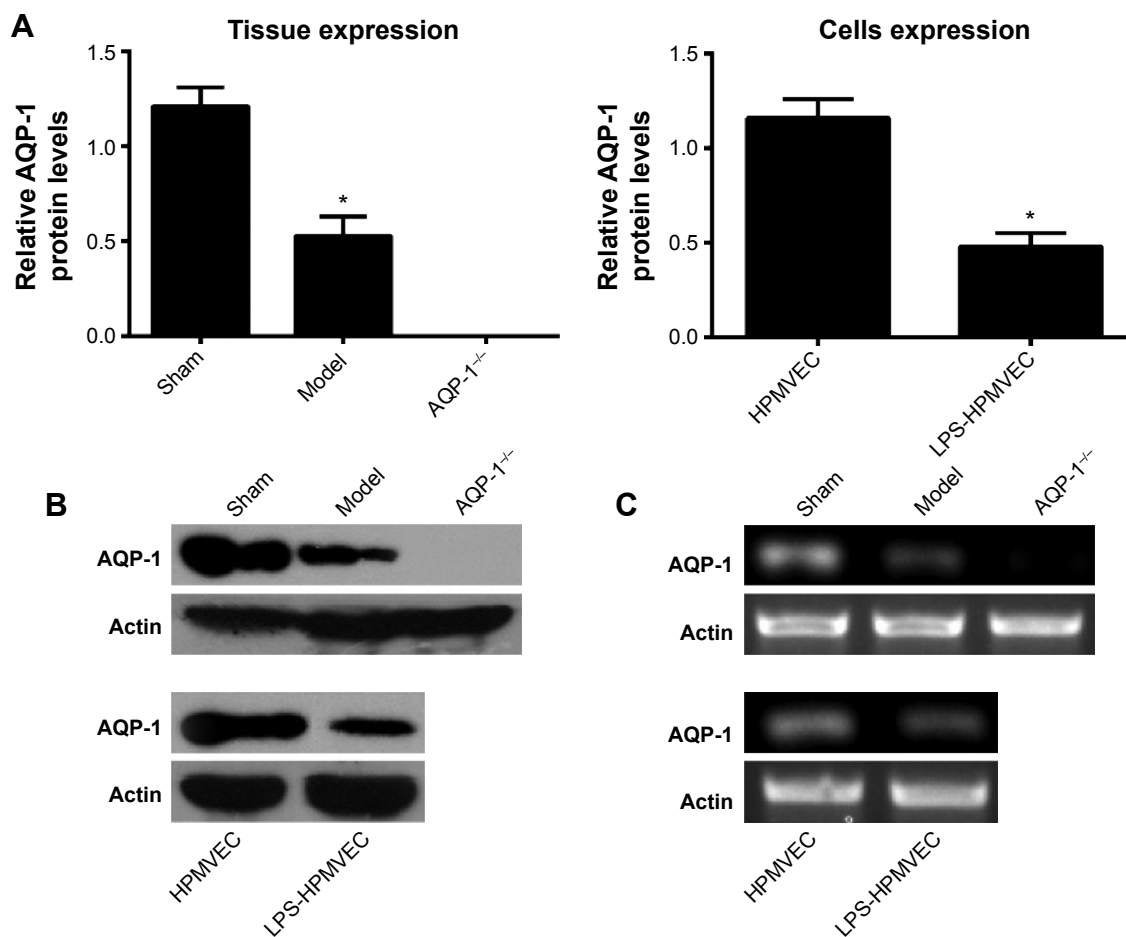 A
Tissue expression
Relative AQP-1
protein levels
1.5
1.0
0.5
0.0
*
Sham
Model
AQP-1⁻/⁻
Cells expression
Relative AQP-1
protein levels
1.5
1.0
0.5
0.0
*
HPMVEC
LPS-HPMVEC
B
Sham
Model
AQP-1⁻/⁻
AQP-1
Actin
AQP-1
Actin
HPMVEC
LPS-HPMVEC
C
Sham
Model
AQP-1⁻/⁻
AQP-1
Actin
AQP-1
Actin
HPMVEC
LPS-HPMVEC